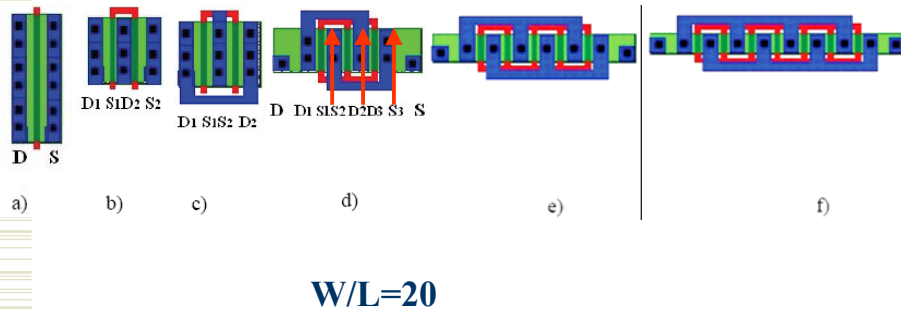 D1 S1D2 S2
D1 S1S2 D2
D D1 S1S2 D2D3 S3 S
D S
a)
b)
c)
d)
e)
f)
W/L=20